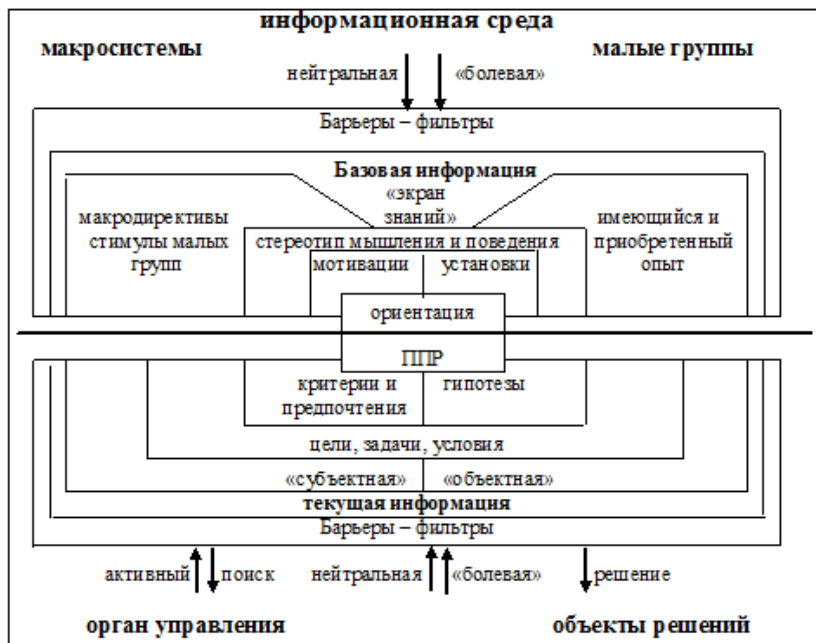 информационная среда
макросистемы
малые группы
нейтральная
«болевая»
Барьеры – фильтры
Базовая информация
«экран
знаний»
макродирективы
стимулы малых
групп
имеющийся и
приобретенный
опыт
стереотип мышления и поведения
мотивации
установки
ориентация
ППР
критерии и
предпочтения
гипотезы
цели, задачи, условия
«субъектная»
«объектная»
текущая информация
Барьеры – фильтры
активный
поиск
нейтральная
«болевая»
решение
орган управления
объекты решений